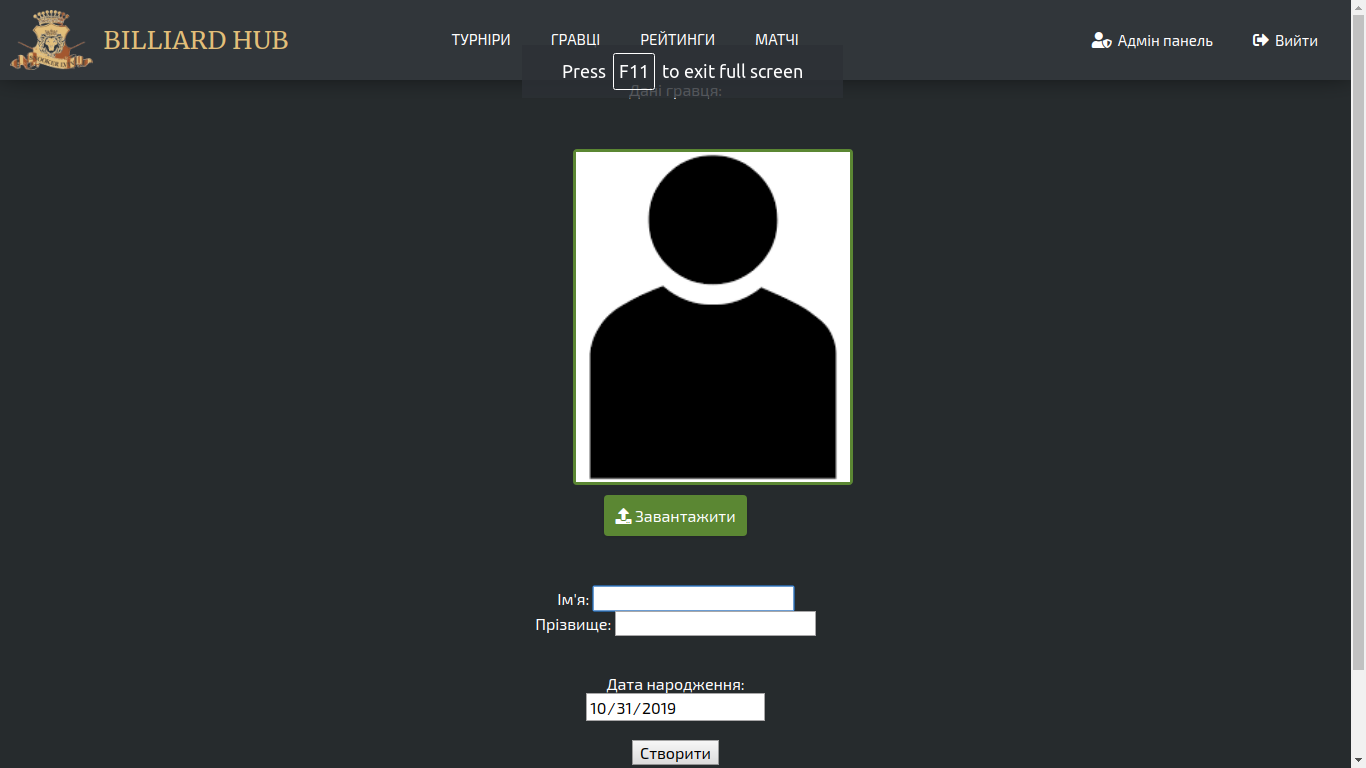 BILLIARD HUB
ТУРНІРИ ГРАВЦІ РЕЙТИНГИ МАТЧІ
Адмін панель Вийти
Press F11 to exit full screen
Дані гравця:
Завантажити
Ім'я:
Прізвище:
Дата народження:
10/31/2019
Створити